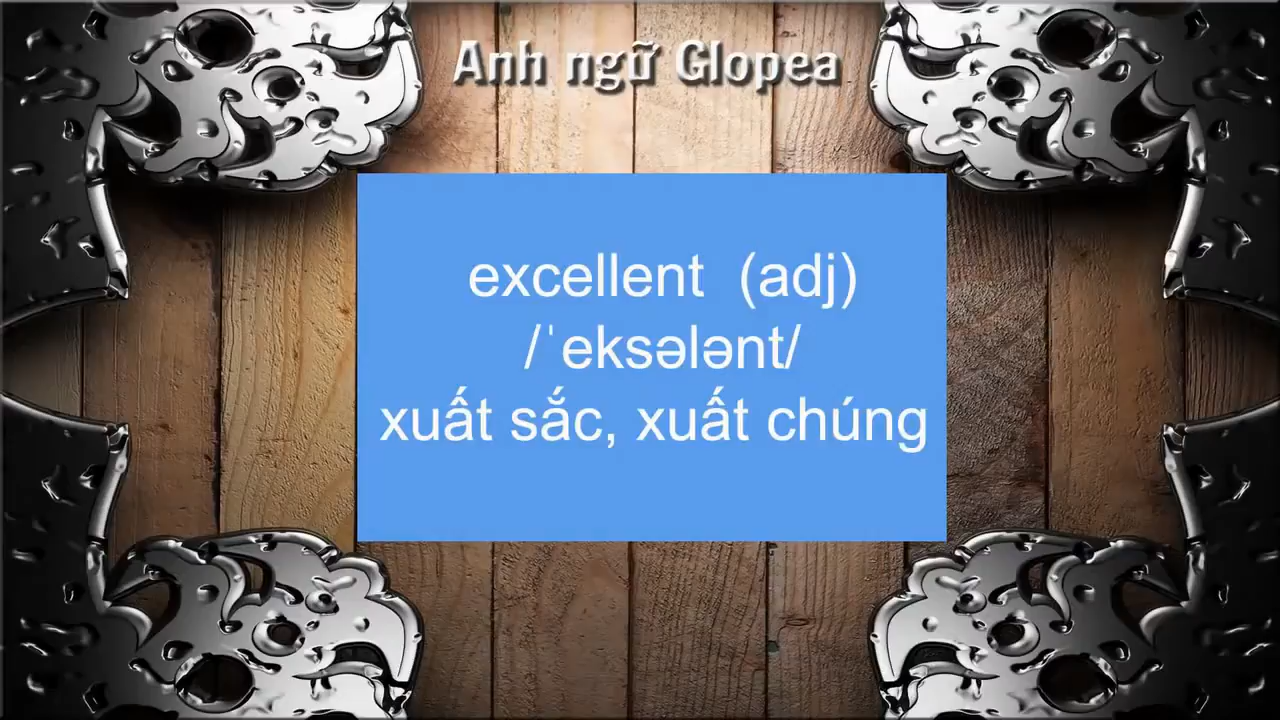 Anh ngữ Glopea
excellent (adj)
/ˈeksələnt/
xuất sắc, xuất chúng